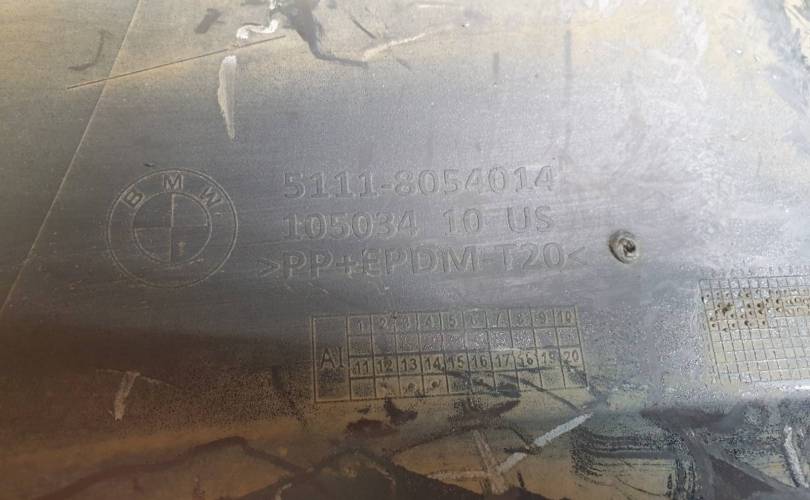 BMW
5111-8054014
105034 10 US
>PP+EPDM-T20<
AI
1 2 3 4 5 6 7 8 9 10
11 12 13 14 15 16 17 18 19 20